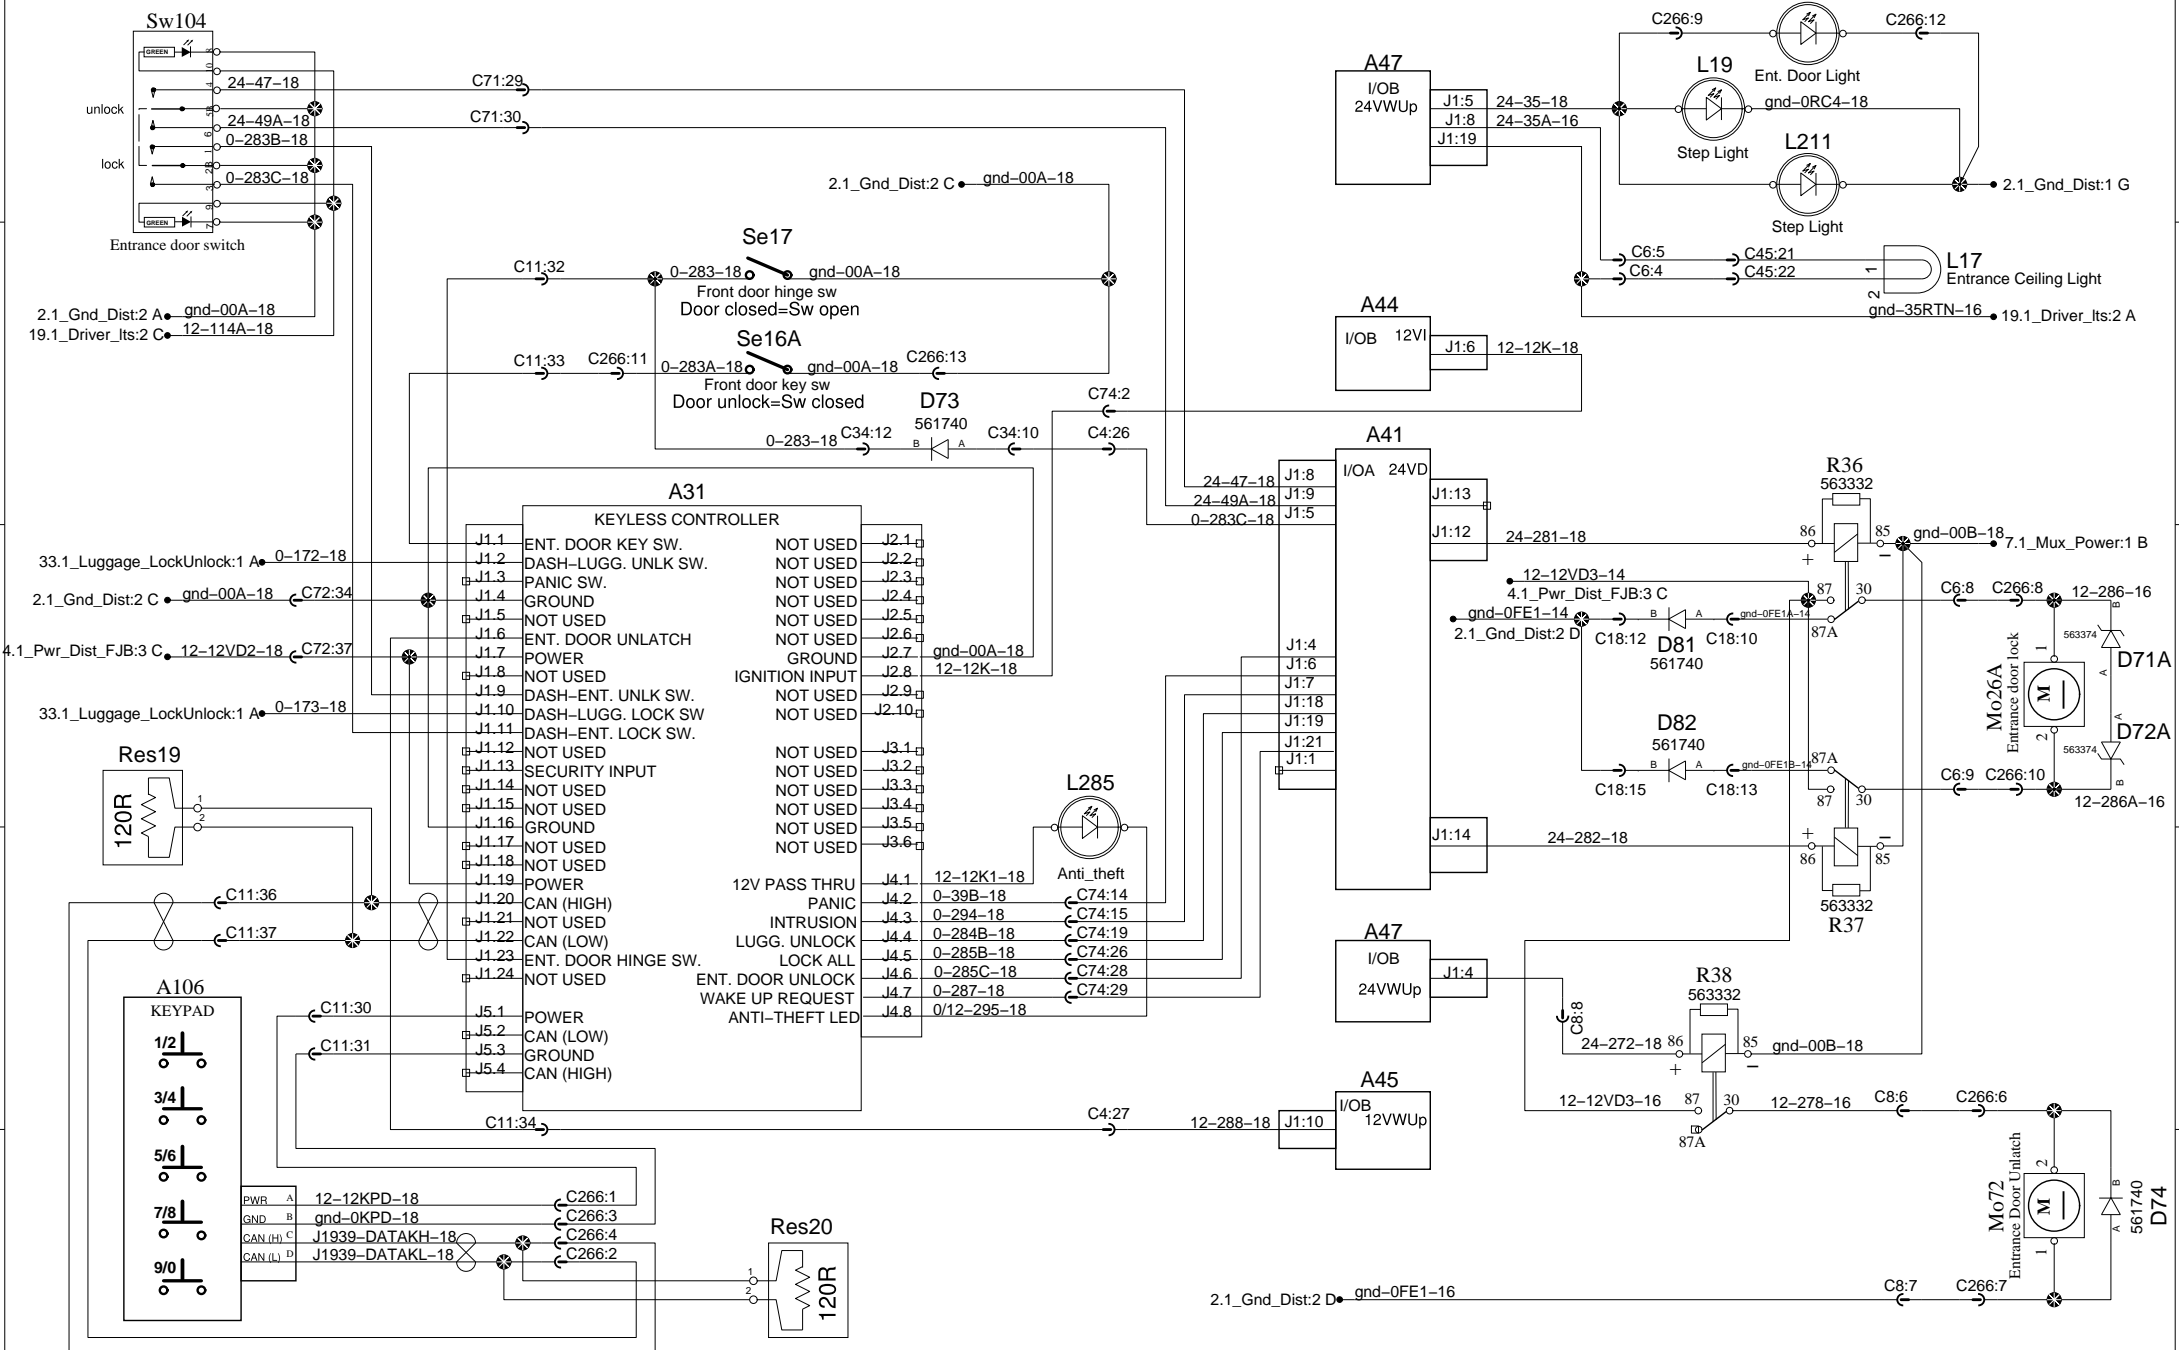 Sw104
GREEN
8
10
24-47-18
4
unlock
5B
24-49A-18
6
0-283B-18
1
lock
2B
0-283C-18
3
9
GREEN
7
Entrance door switch
2.1_Gnd_Dist:2 A
gnd-00A-18
19.1_Driver_lts:2 C
12-114A-18
C71:29
C71:30
2.1_Gnd_Dist:2 C
gnd-00A-18
Se17
C11:32
0-283-18
gnd-00A-18
Front door hinge sw
Door closed=Sw open
Se16A
C11:33
C266:11
0-283A-18
gnd-00A-18
C266:13
Front door key sw
Door unlock=Sw closed
D73
561740
0-283-18
C34:12
B
A
C34:10
C4:26
C74:2
A47
I/OB
24VWUp
J1:5
24-35-18
J1:8
24-35A-16
J1:19
C266:9
C266:12
Ent. Door Light
L19
gnd-0RC4-18
Step Light
L211
2.1_Gnd_Dist:1 G
Step Light
C6:5
C45:21
C6:4
C45:22
1
2
L17
Entrance Ceiling Light
gnd-35RTN-16
19.1_Driver_lts:2 A
A44
I/OB
12VI
J1:6
12-12K-18
A41
I/OA
24VD
24-47-18
J1:8
24-49A-18
J1:9
0-283C-18
J1:5
J1:13
J1:12
24-281-18
J1:4
J1:6
J1:7
J1:18
J1:19
J1:21
J1:1
J1:14
24-282-18
R36
563332
86
+
85
–
gnd-00B-18
7.1_Mux_Power:1 B
12-12VD3-14
4.1_Pwr_Dist_FJB:3 C
87
30
87A
gnd-0FE1-14
2.1_Gnd_Dist:2 D
C18:12
B
A
D81
561740
C18:10
gnd-0FE1A-14
C6:8
C266:8
12-286-16
D82
561740
B
A
C18:15
C18:13
gnd-0FE1B-14
87A
87
30
C6:9
C266:10
12-286A-16
+
86
–
85
563332
R37
Mo26A
Entrance door lock
1
M
2
B
563374
A
D71A
A
563374
B
D72A
A31
KEYLESS CONTROLLER
J1.1 ENT. DOOR KEY SW.
J1.2 DASH-LUGG. UNLK SW.
J1.3 PANIC SW.
J1.4 GROUND
J1.5 NOT USED
J1.6 ENT. DOOR UNLATCH
J1.7 POWER
J1.8 NOT USED
J1.9 DASH-ENT. UNLK SW.
J1.10 DASH-LUGG. LOCK SW
J1.11 DASH-ENT. LOCK SW.
J1.12 NOT USED
J1.13 SECURITY INPUT
J1.14 NOT USED
J1.15 NOT USED
J1.16 GROUND
J1.17 NOT USED
J1.18 NOT USED
J1.19 POWER
J1.20 CAN (HIGH)
J1.21 NOT USED
J1.22 CAN (LOW)
J1.23 ENT. DOOR HINGE SW.
J1.24 NOT USED
J5.1 POWER
J5.2 CAN (LOW)
J5.3 GROUND
J5.4 CAN (HIGH)
NOT USED J2.1
NOT USED J2.2
NOT USED J2.3
NOT USED J2.4
NOT USED J2.5
NOT USED J2.6
GROUND J2.7 gnd-00A-18
IGNITION INPUT J2.8 12-12K-18
NOT USED J2.9
NOT USED J2.10
NOT USED J3.1
NOT USED J3.2
NOT USED J3.3
NOT USED J3.4
NOT USED J3.5
NOT USED J3.6
12V PASS THRU J4.1 12-12K1-18
PANIC J4.2 0-39B-18 C74:14
INTRUSION J4.3 0-294-18 C74:15
LUGG. UNLOCK J4.4 0-284B-18 C74:19
LOCK ALL J4.5 0-285B-18 C74:26
ENT. DOOR UNLOCK J4.6 0-285C-18 C74:28
WAKE UP REQUEST J4.7 0-287-18 C74:29
ANTI-THEFT LED J4.8 0/12-295-18
L285
Anti_theft
33.1_Luggage_LockUnlock:1 A
0-172-18
2.1_Gnd_Dist:2 C
gnd-00A-18
C72:34
4.1_Pwr_Dist_FJB:3 C
12-12VD2-18
C72:37
33.1_Luggage_LockUnlock:1 A
0-173-18
Res19
120R
1
2
C11:36
C11:37
A106
KEYPAD
1/2
3/4
5/6
7/8
9/0
C11:30
C11:31
C11:34
C4:27
PWR A 12-12KPD-18 C266:1
GND B gnd-0KPD-18 C266:3
CAN (H) C J1939-DATAKH-18 C266:4
CAN (L) D J1939-DATAKL-18 C266:2
Res20
1
2
120R
A47
I/OB
24VWUp
J1:4
C8:8
R38
563332
24-272-18
86
+
85
–
gnd-00B-18
12-12VD3-16
87
30
87A
12-278-16
C8:6
C266:6
A45
I/OB
12VWUp
12-288-18
J1:10
Mo72
Entrance Door Unlatch
2
M
1
B
A
561740
D74
2.1_Gnd_Dist:2 D
gnd-0FE1-16
C8:7
C266:7